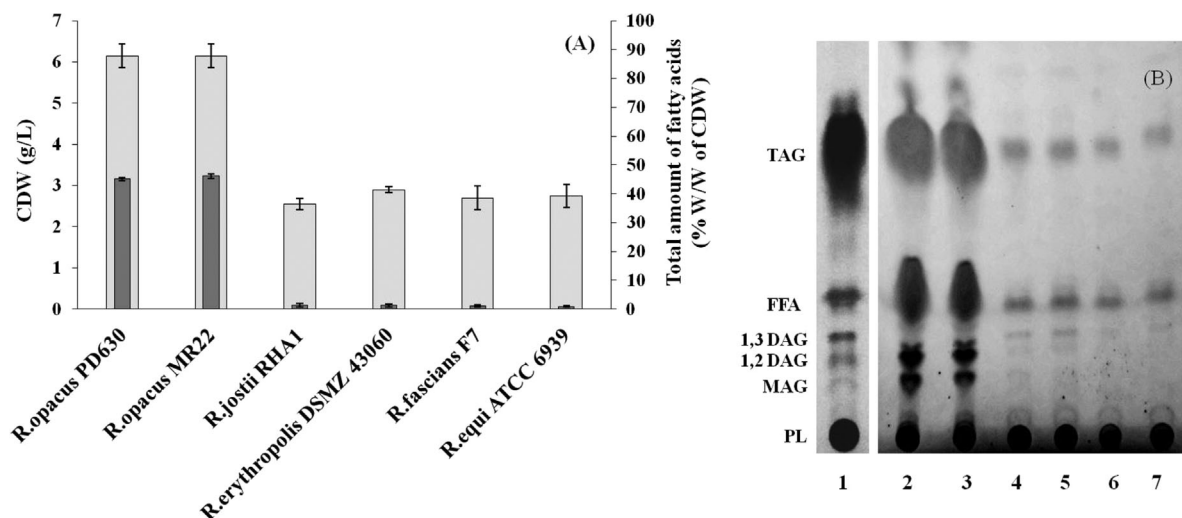 (A)
CDW (g/L)
7
6
5
4
3
2
1
0
100
90
80
70
60
50
40
30
20
10
0
Total amount of fatty acids
(% W/W of CDW)
R.opacus PD630
R.opacus MR22
R.jostii RHA1
R.erythropolis DSMZ 43060
R.fascians F7
R.equi ATCC 6939
(B)
TAG
FFA
1,3 DAG
1,2 DAG
MAG
PL
1 2 3 4 5 6 7